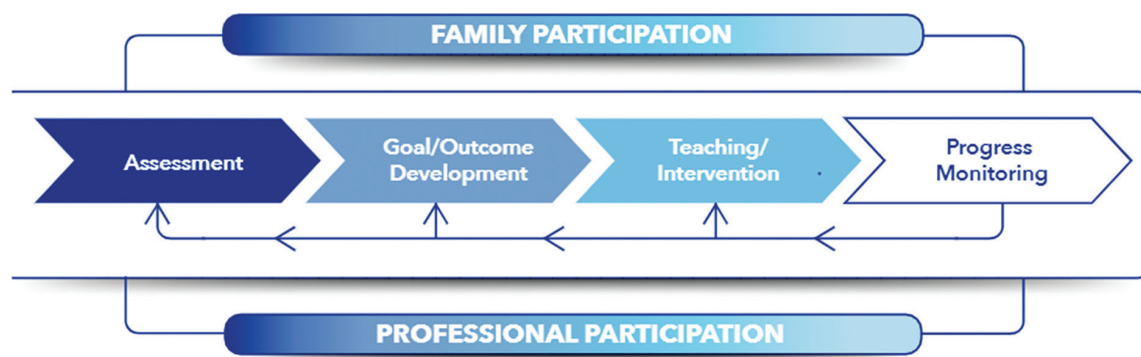 FAMILY PARTICIPATION
Assessment
Goal/Outcome
Development
Teaching/
Intervention
Progress
Monitoring
PROFESSIONAL PARTICIPATION